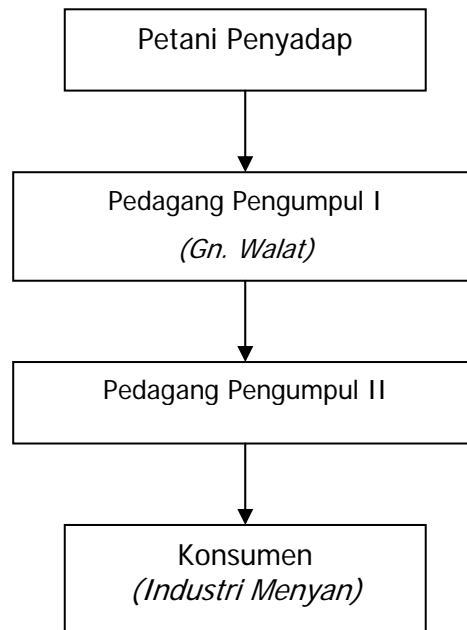 Petani Penyadap
Pedagang Pengumpul I
(Gn. Walat)
Pedagang Pengumpul II
Konsumen
(Industri Menyan)